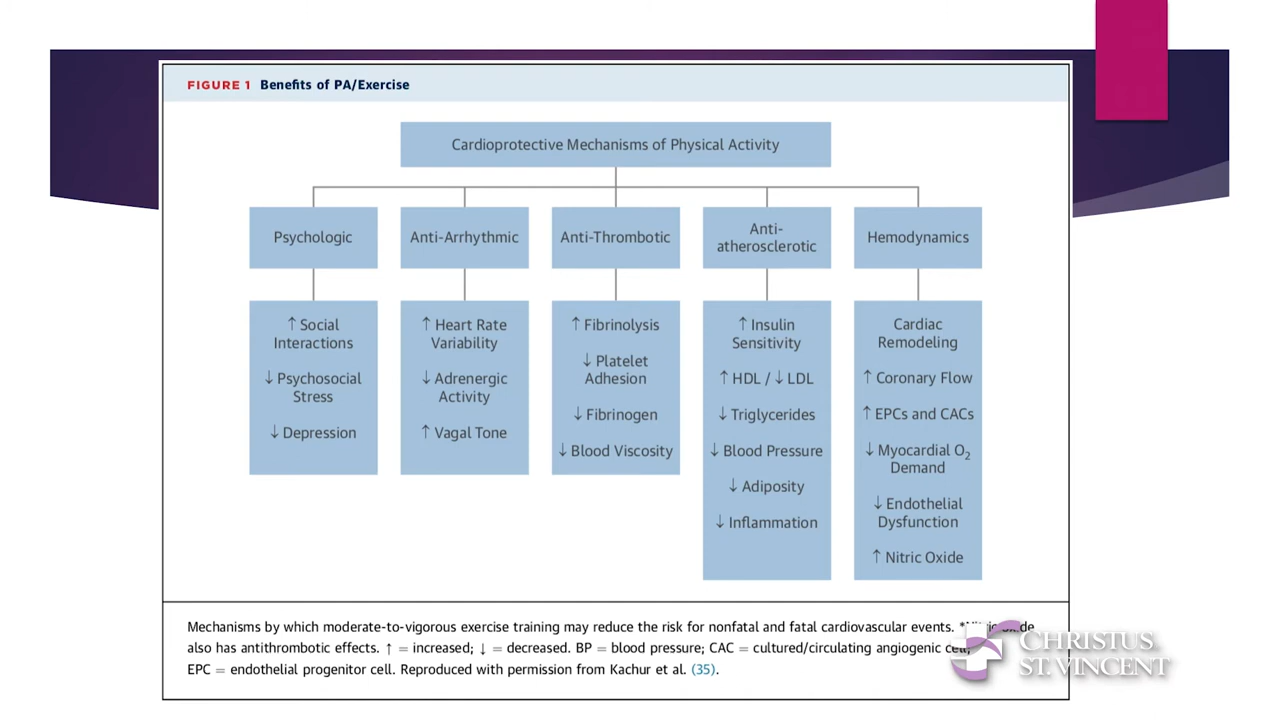 FIGURE 1 Benefits of PA/Exercise
Cardioprotective Mechanisms of Physical Activity
Psychologic
Anti-Arrhythmic
Anti-Thrombotic
Anti-
atherosclerotic
Hemodynamics
↑ Social
Interactions
↓ Psychosocial
Stress
↓ Depression
↑ Heart Rate
Variability
↓ Adrenergic
Activity
↑ Vagal Tone
↑ Fibrinolysis
↓ Platelet
Adhesion
↓ Fibrinogen
↓ Blood Viscosity
↑ Insulin
Sensitivity
↑ HDL / ↓ LDL
↓ Triglycerides
↓ Blood Pressure
↓ Adiposity
↓ Inflammation
Cardiac
Remodeling
↑ Coronary Flow
↑ EPCs and CACs
↓ Myocardial O₂
Demand
↓ Endothelial
Dysfunction
↑ Nitric Oxide
Mechanisms by which moderate-to-vigorous exercise training may reduce the risk for nonfatal and fatal cardiovascular events. *Nitric oxide
also has antithrombotic effects. ↑ = increased; ↓ = decreased. BP = blood pressure; CAC = cultured/circulating angiogenic cell;
EPC = endothelial progenitor cell. Reproduced with permission from Kachur et al. (35).
CHRISTUS
ST. VINCENT